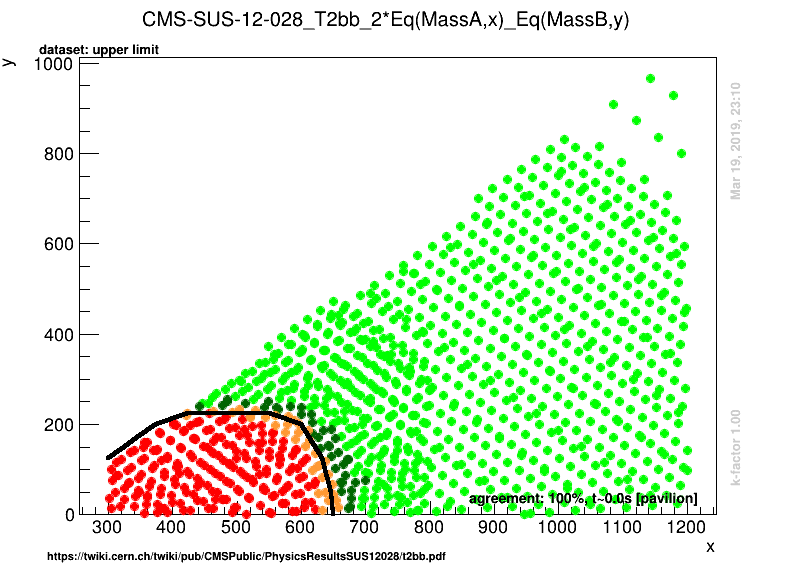 CMS-SUS-12-028_T2bb_2*Eq(MassA,x)_Eq(MassB,y)
dataset: upper limit
y
1000
800
600
400
200
0
300 400 500 600 700 800 900 1000 1100 1200
x
agreement: 100%, t~0.0s [pavilion]
Mar 19, 2019, 23:10
k-factor 1.00
https://twiki.cern.ch/twiki/pub/CMSPublic/PhysicsResultsSUS12028/t2bb.pdf